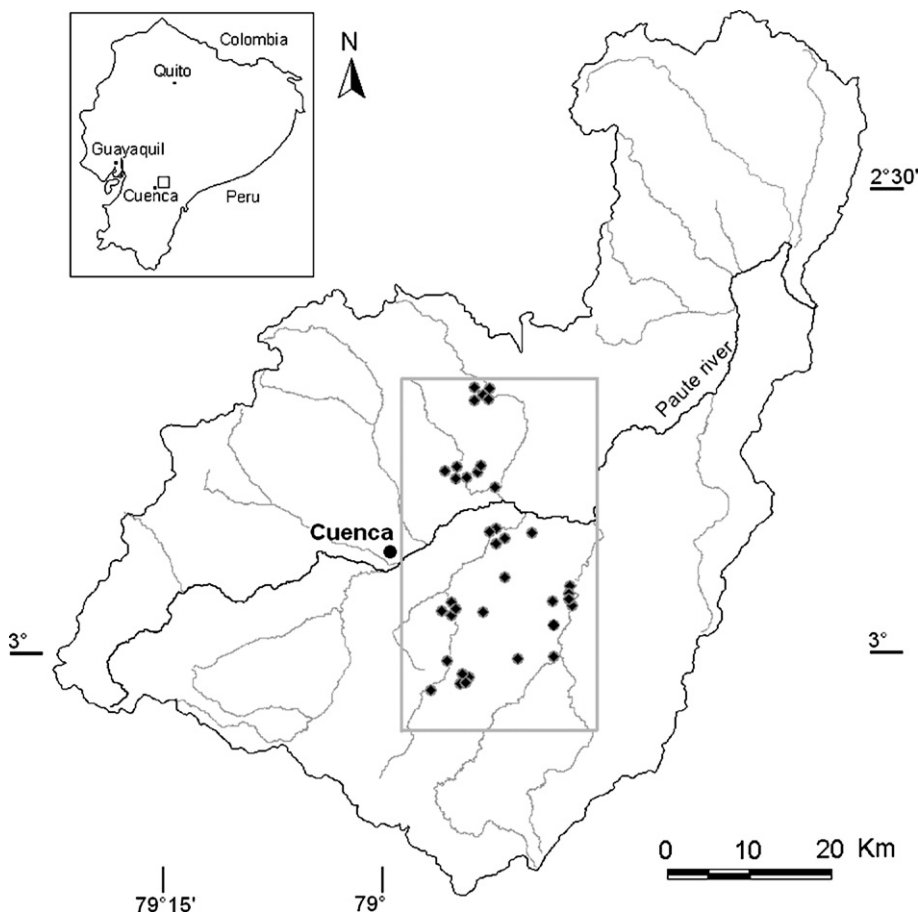 Colombia
N
Quito
Guayaquil
Cuenca
Peru
2°30'
Paute river
Cuenca
3°
3°
0 10 20 Km
79°15'
79°